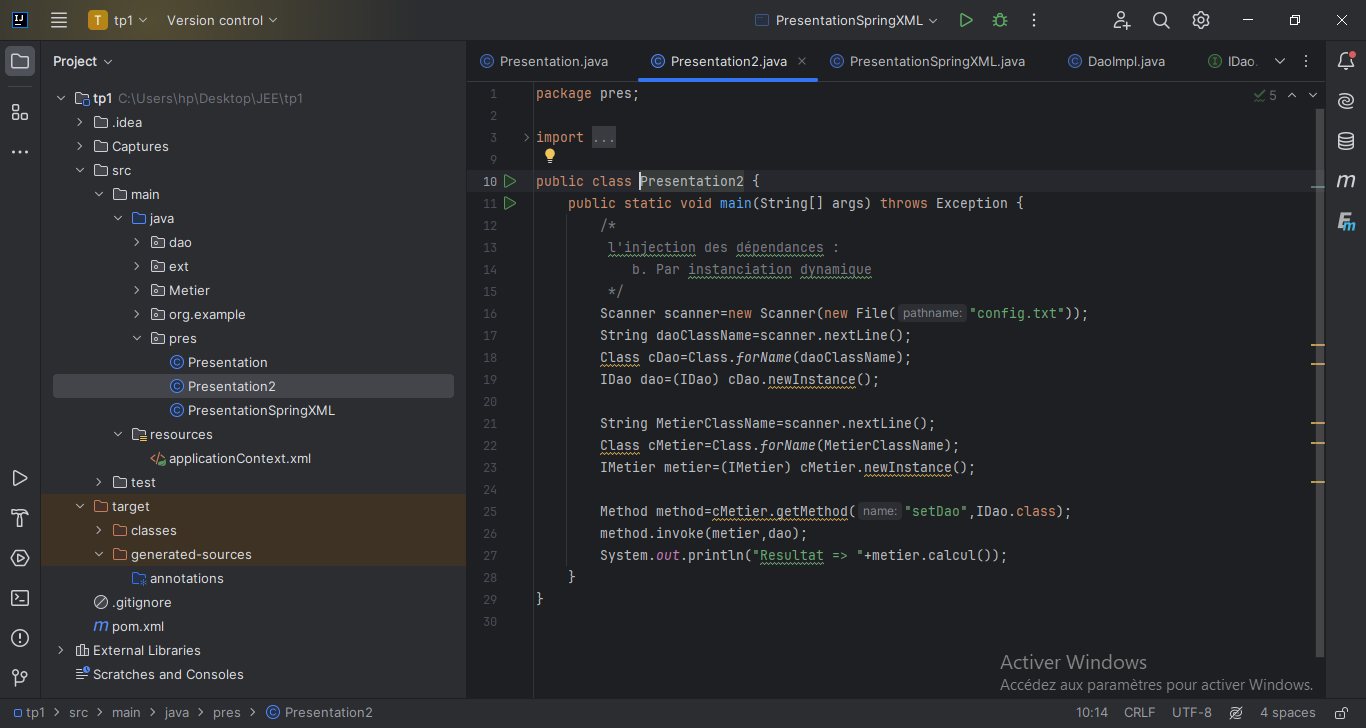 IJ
T tp1
Version control
PresentationSpringXML
Project
tp1 C:\Users\hp\Desktop\JEE\tp1
.idea
Captures
src
main
java
dao
ext
Metier
org.example
pres
Presentation
Presentation2
PresentationSpringXML
resources
applicationContext.xml
test
target
classes
generated-sources
annotations
.gitignore
m pom.xml
External Libraries
Scratches and Consoles
Presentation.java
Presentation2.java
PresentationSpringXML.java
DaoImpl.java
IDao.
5
1 package pres;
2
3 import ...
9
10 public class Presentation2 {
11     public static void main(String[] args) throws Exception {
12         /*
13          l'injection des dépendances :
14             b. Par instanciation dynamique
15          */
16         Scanner scanner=new Scanner(new File( pathname: "config.txt"));
17         String daoClassName=scanner.nextLine();
18         Class cDao=Class.forName(daoClassName);
19         IDao dao=(IDao) cDao.newInstance();
20
21         String MetierClassName=scanner.nextLine();
22         Class cMetier=Class.forName(MetierClassName);
23         IMetier metier=(IMetier) cMetier.newInstance();
24
25         Method method=cMetier.getMethod( name: "setDao",IDao.class);
26         method.invoke(metier,dao);
27         System.out.println("Resultat => "+metier.calcul());
28     }
29 }
30
Activer Windows
Accédez aux paramètres pour activer Windows.
tp1 > src > main > java > pres > Presentation2
10:14 CRLF UTF-8 4 spaces